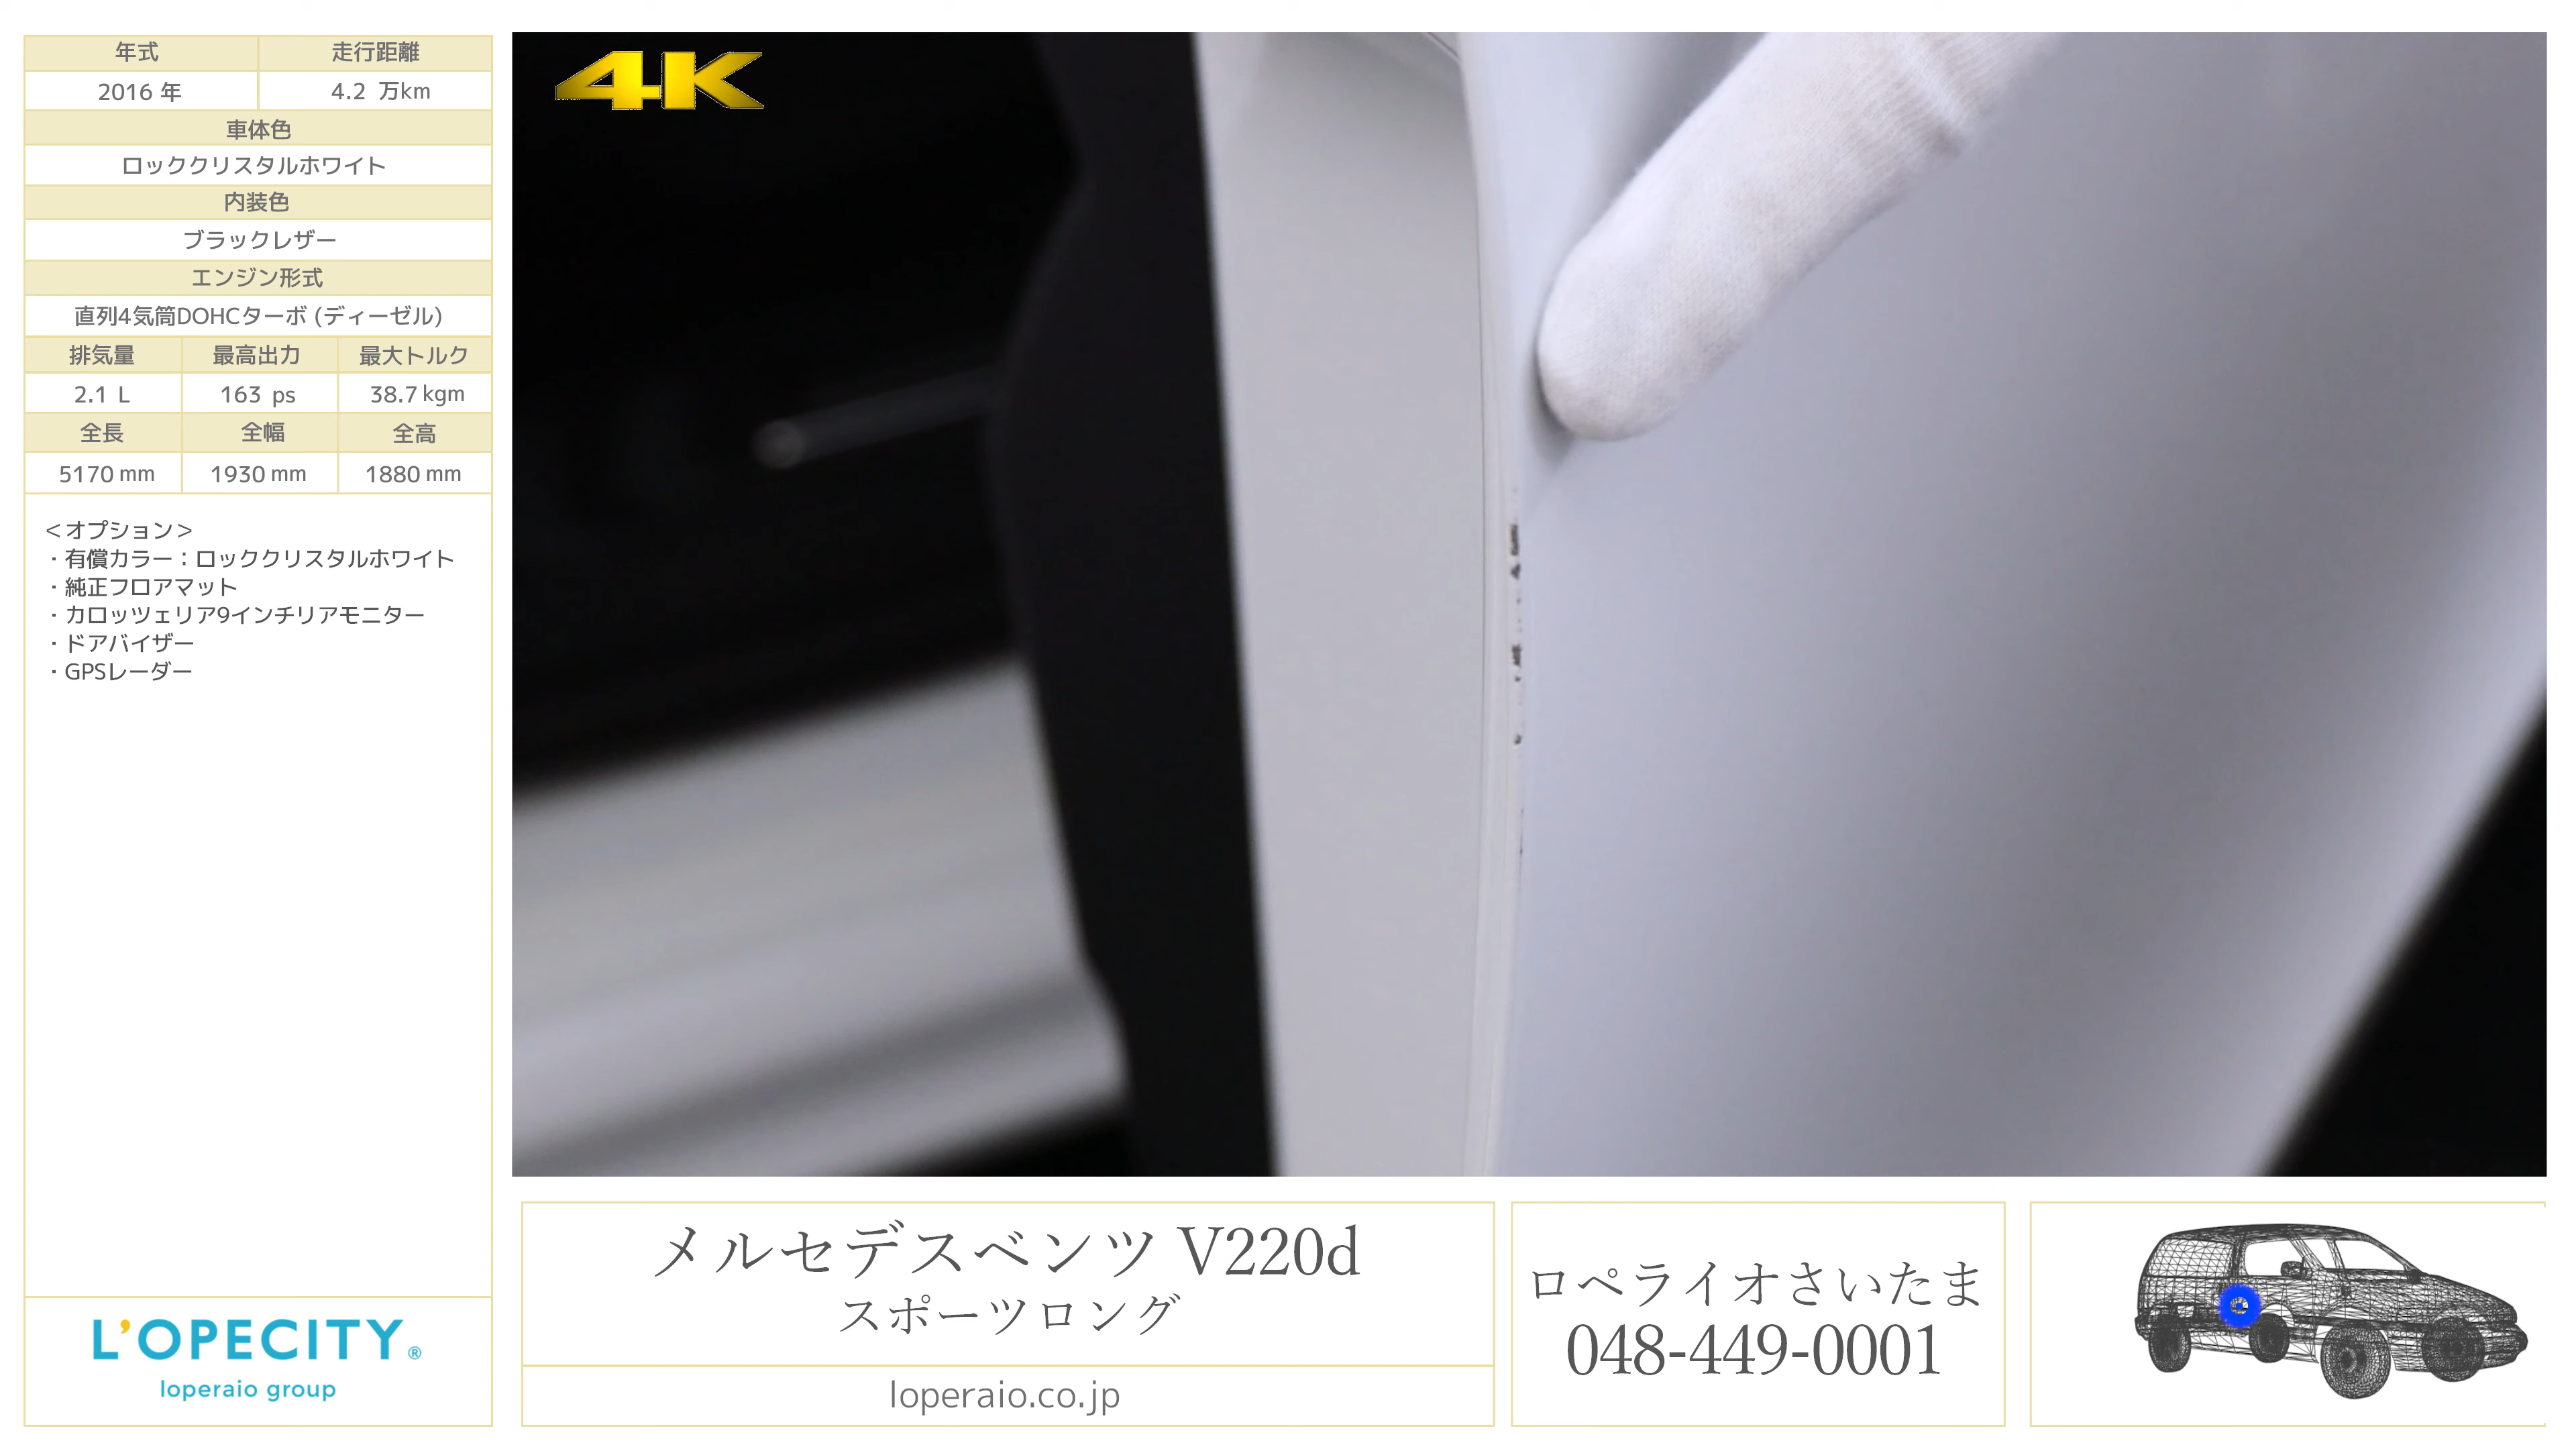 年式 走行距離
2016 年 4.2 万km
車体色
ロッククリスタルホワイト
内装色
ブラックレザー
エンジン形式
直列4気筒DOHCターボ (ディーゼル)
排気量 最高出力 最大トルク
2.1 L 163 ps 38.7 kgm
全長 全幅 全高
5170 mm 1930 mm 1880 mm
＜オプション＞
・有償カラー：ロッククリスタルホワイト
・純正フロアマット
・カロッツェリア9インチリアモニター
・ドアバイザー
・GPSレーダー
L'OPECITY®
loperaio group
4K
メルセデスベンツ V220d
スポーツロング
loperaio.co.jp
ロペライオさいたま
048-449-0001